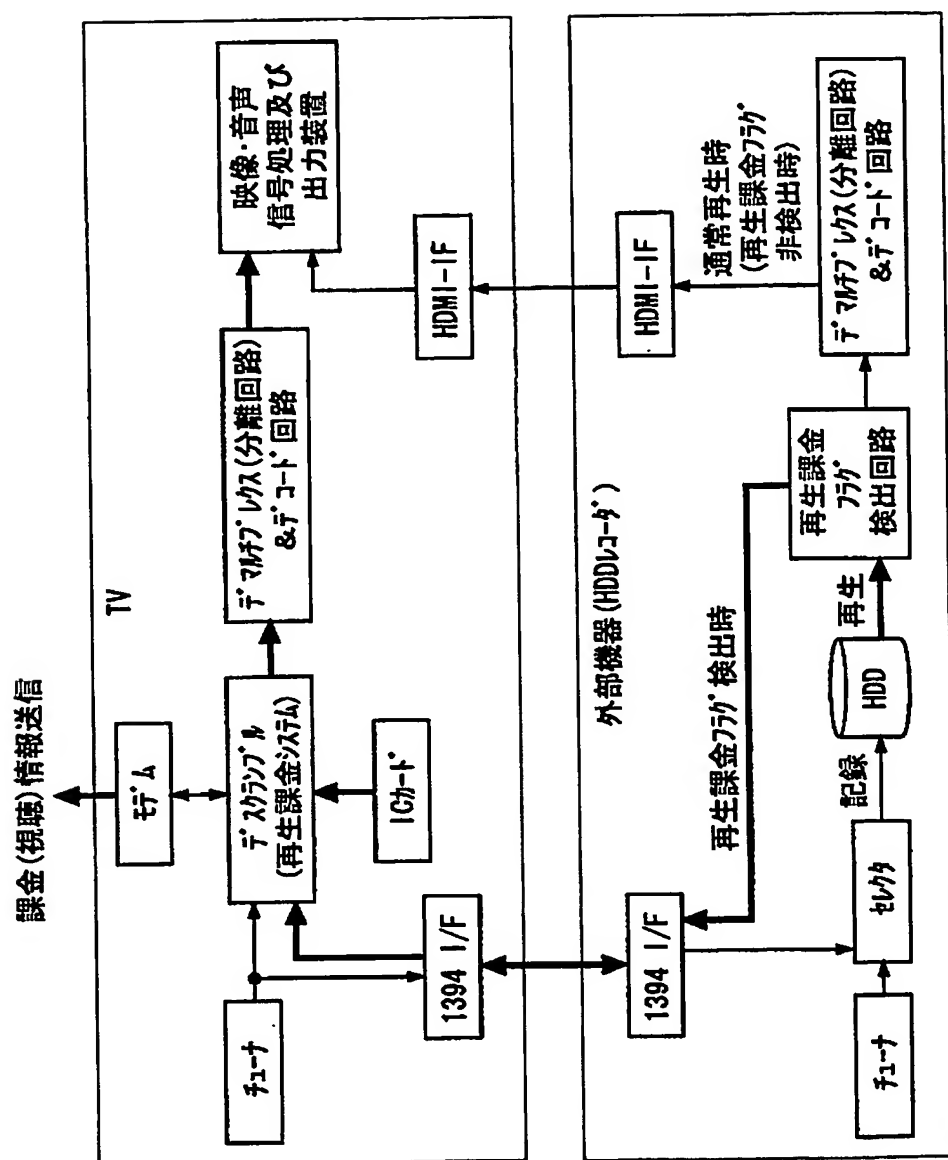 課金(視聴)情報送信
TV
モデム
チューナ
デスクランブル
(再生課金システム)
ICカード
1394 I/F
デマルチプレクス(分離回路)
&デコード回路
映像・音声
信号処理及び
出力装置
HDMI-IF
外部機器(HDDレコーダ)
1394 I/F
再生課金フラグ検出時
チューナ
セレクタ
記録
HDD
再生
再生課金
フラグ
検出回路
HDMI-IF
通常再生時
(再生課金フラグ
非検出時)
デマルチプレクス(分離回路)
&デコード回路